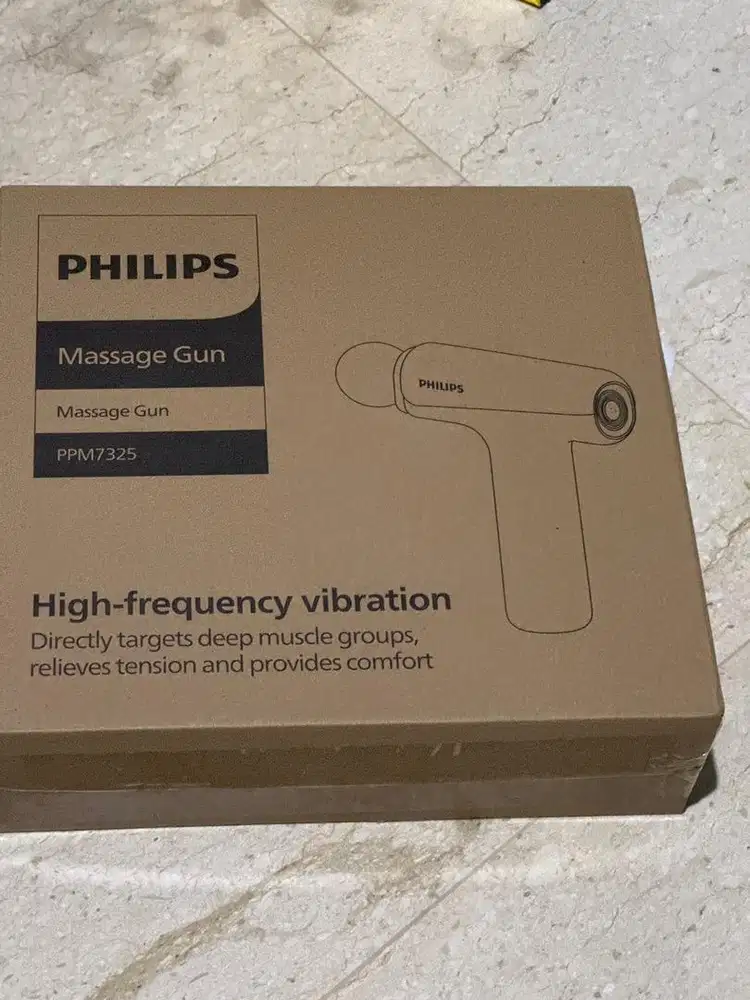 PHILIPS
Massage Gun
Massage Gun
PPM7325
PHILIPS
High-frequency vibration
Directly targets deep muscle groups,
relieves tension and provides comfort